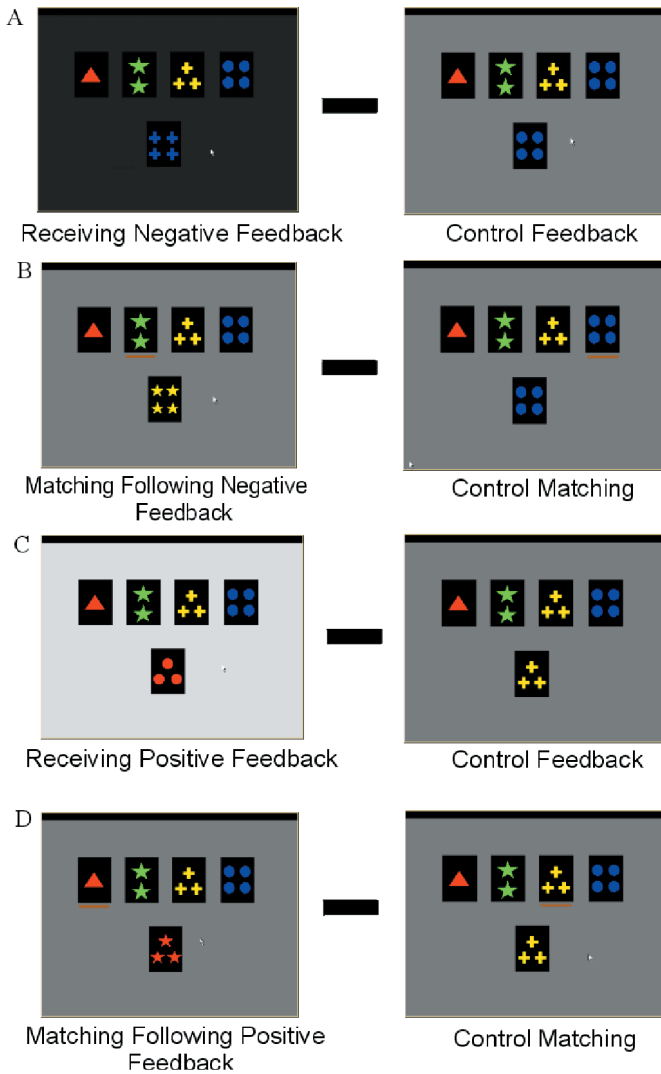 A
Receiving Negative Feedback
Control Feedback
B
Matching Following Negative
Feedback
Control Matching
C
Receiving Positive Feedback
Control Feedback
D
Matching Following Positive
Feedback
Control Matching